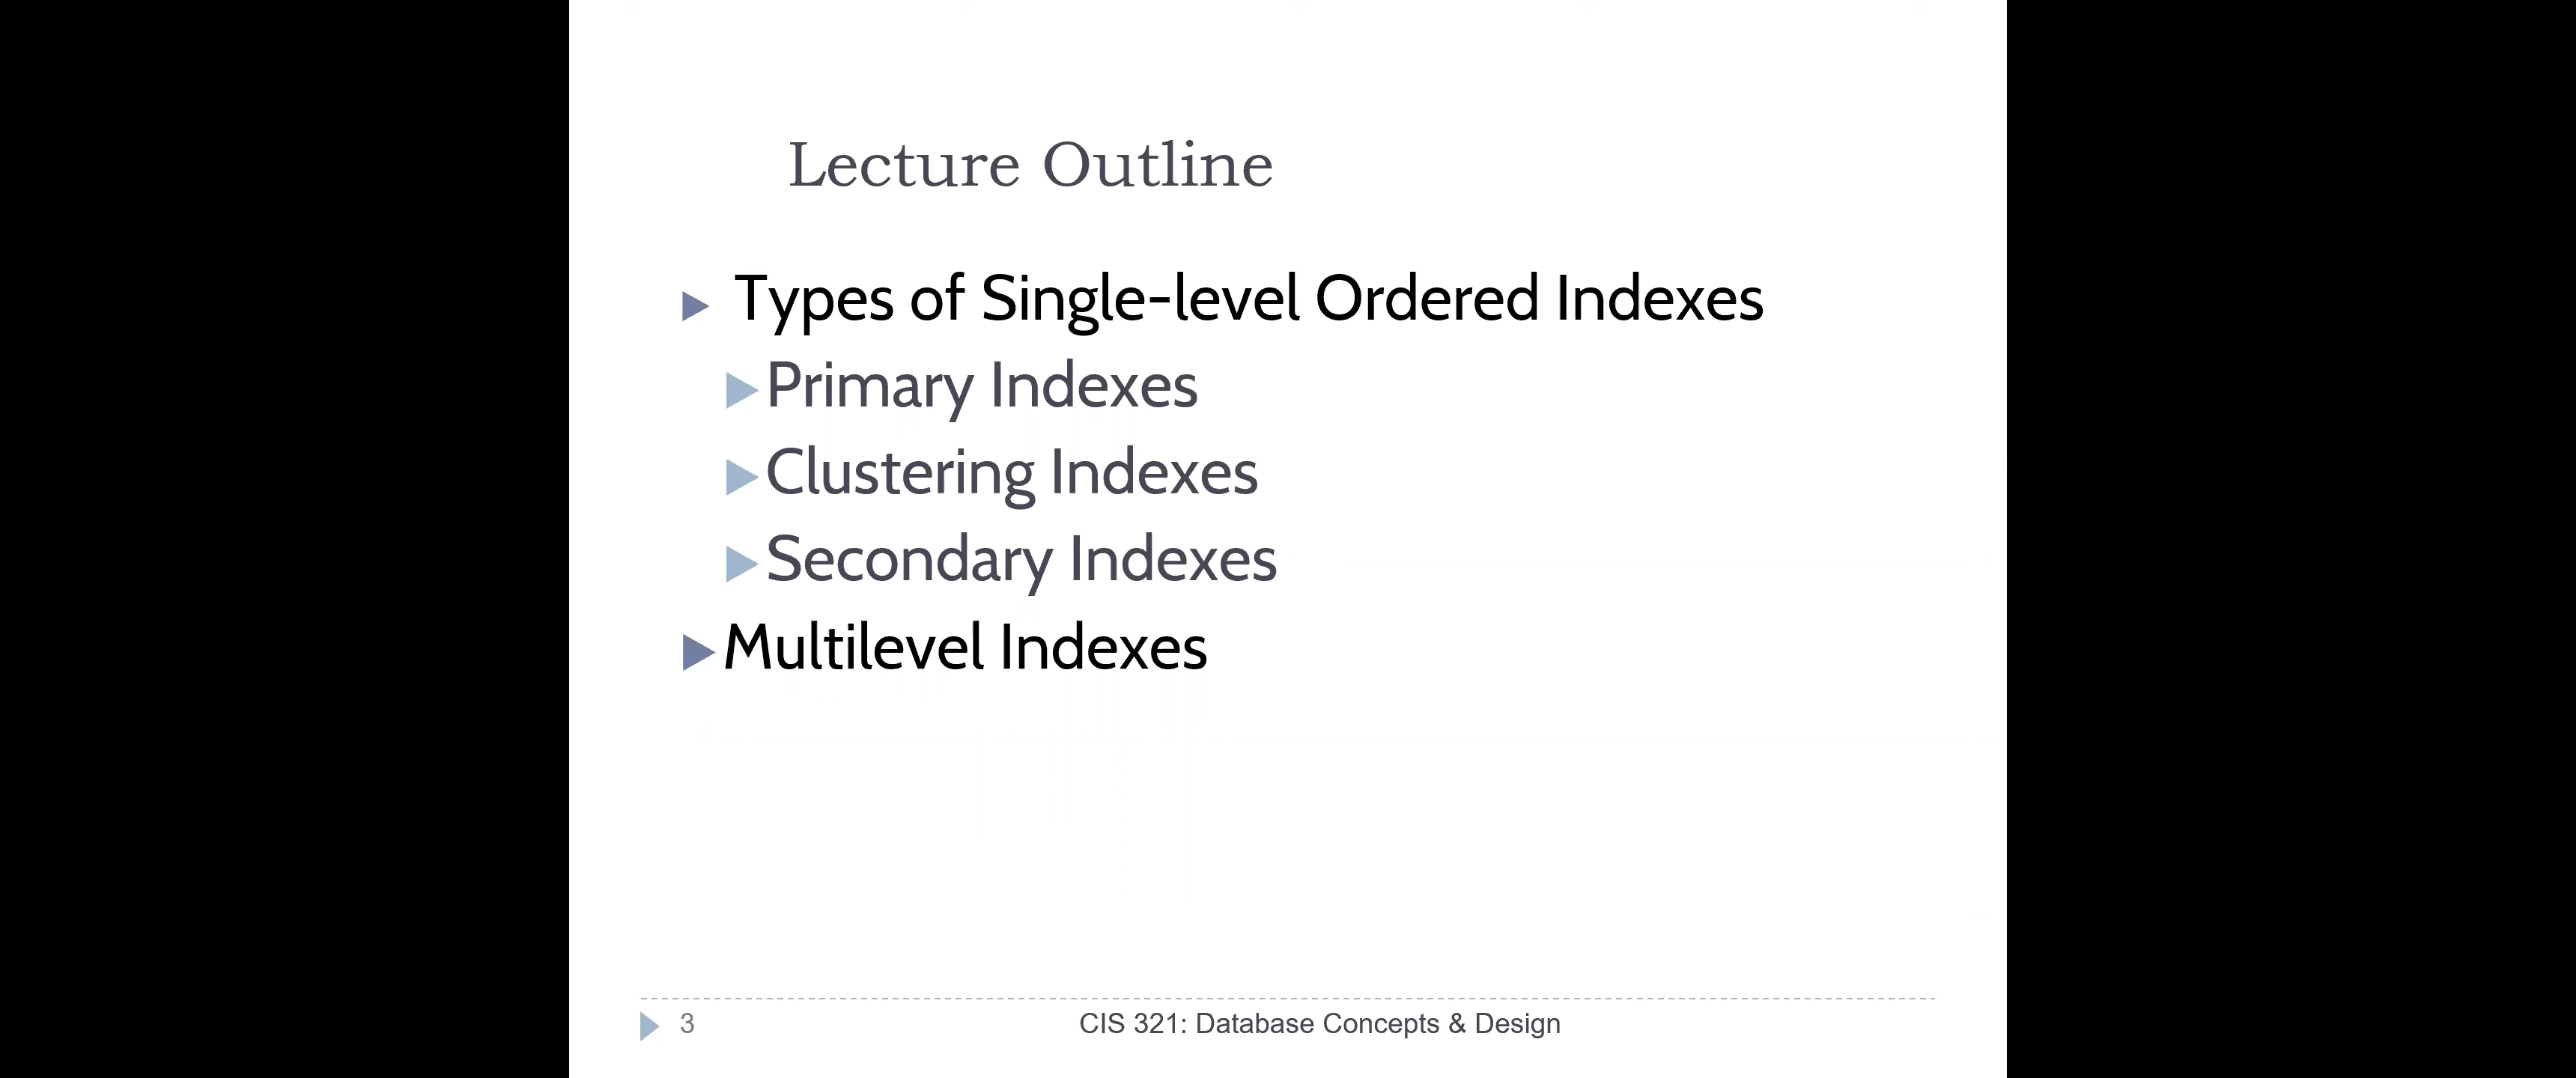 Lecture Outline
Types of Single-level Ordered Indexes
Primary Indexes
Clustering Indexes
Secondary Indexes
Multilevel Indexes
3
CIS 321: Database Concepts & Design